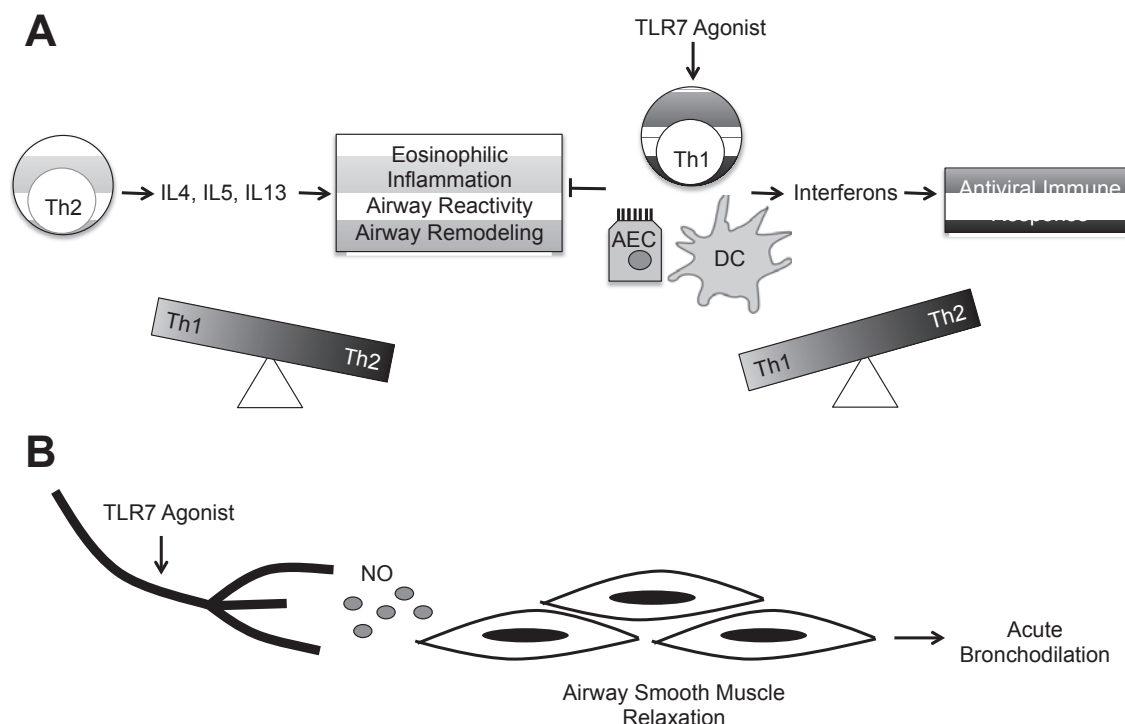 A
TLR7 Agonist
Th2
IL4, IL5, IL13
Eosinophilic
Inflammation
Airway Reactivity
Airway Remodeling
Th1
AEC
DC
Interferons
Antiviral Immune
Response
Th1
Th2
Th1
Th2
B
TLR7 Agonist
NO
Airway Smooth Muscle
Relaxation
Acute
Bronchodilation